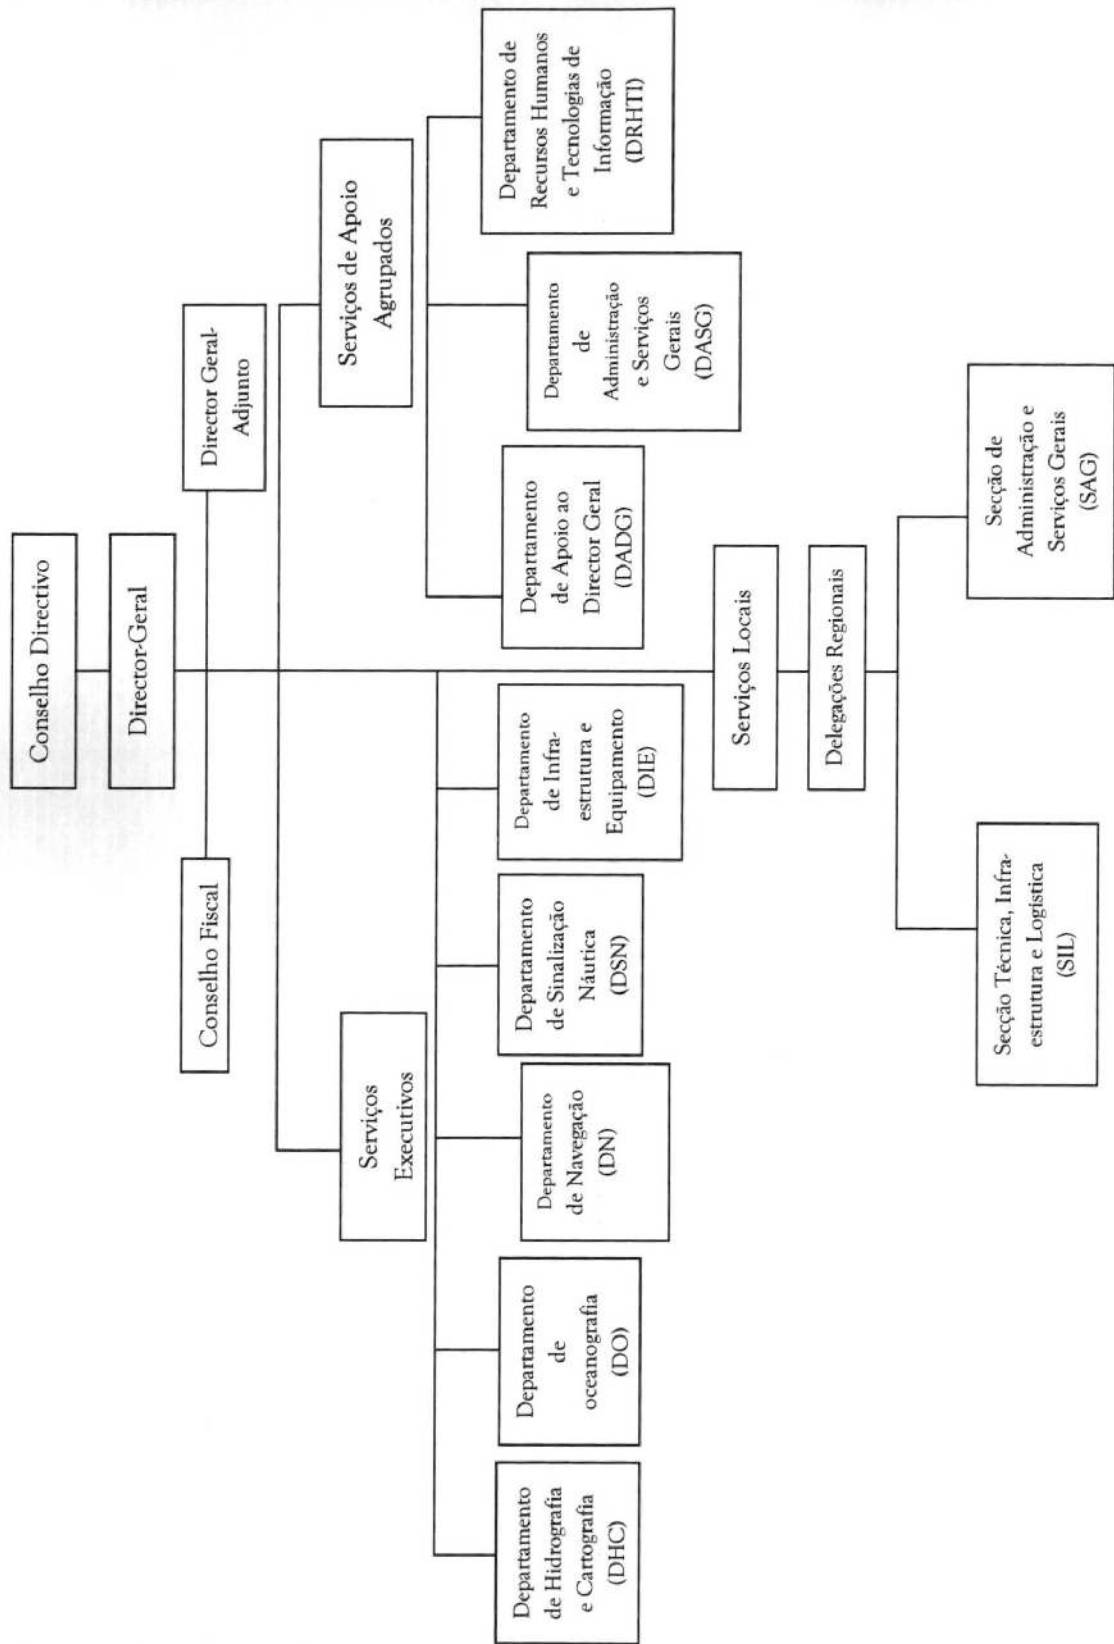 Conselho Directivo
Director-Geral
Conselho Fiscal
Director Geral-
Adjunto
Serviços
Executivos
Serviços de Apoio
Agrupados
Departamento
de Hidrografia
e Cartografia
(DHC)
Departamento
de
oceanografia
(DO)
Departamento
de Navegação
(DN)
Departamento
de Sinalização
Náutica
(DSN)
Departamento
de Infra-
estrutura e
Equipamento
(DIE)
Departamento
de Apoio ao
Director Geral
(DADG)
Departamento
de
Administração
e Serviços
Gerais
(DASG)
Departamento de
Recursos Humanos
e Tecnologias de
Informação
(DRHTI)
Serviços Locais
Delegações Regionais
Secção Técnica, Infra-
estrutura e Logística
(SIL)
Secção de
Administração e
Serviços Gerais
(SAG)